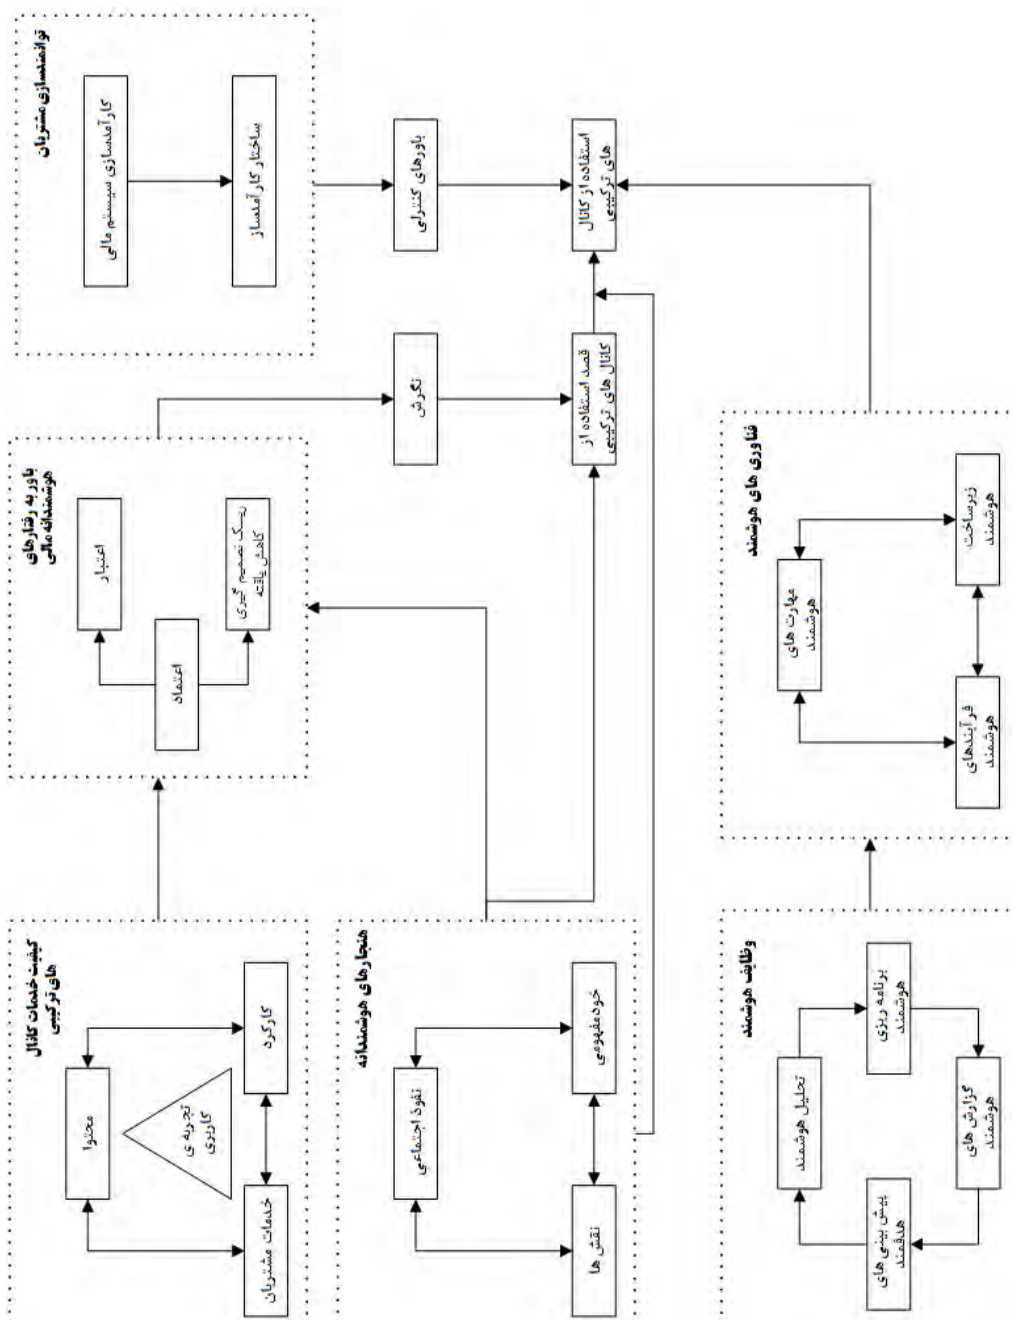 توانمندسازی مشتریان
کارآمدسازی سیستم مالی
ساختار کارآمدساز
باور به رفتارهای
هوشمندانه مالی
اعتبار
اعتماد
ریسک تصمیم گیری
کاهش یافته
کیفیت خدمات کانال
های ترکیبی
محتوا
تجربه ی
کاربری
کارکرد
خدمات مشتریان
باورهای کنترلی
استفاده از کانال
های ترکیبی
نگرش
قصد استفاده از
کانال های ترکیبی
هنجارهای هوشمندانه
نفوذ اجتماعی
خودمفهومی
نقش ها
فناوری های هوشمند
مهارت های
هوشمند
زیرساخت
هوشمند
فرآیندهای
هوشمند
وظایف هوشمند
تحلیل هوشمند
برنامه ریزی
هوشمند
پیش بینی های
هدفمند
گزارش های
هوشمند